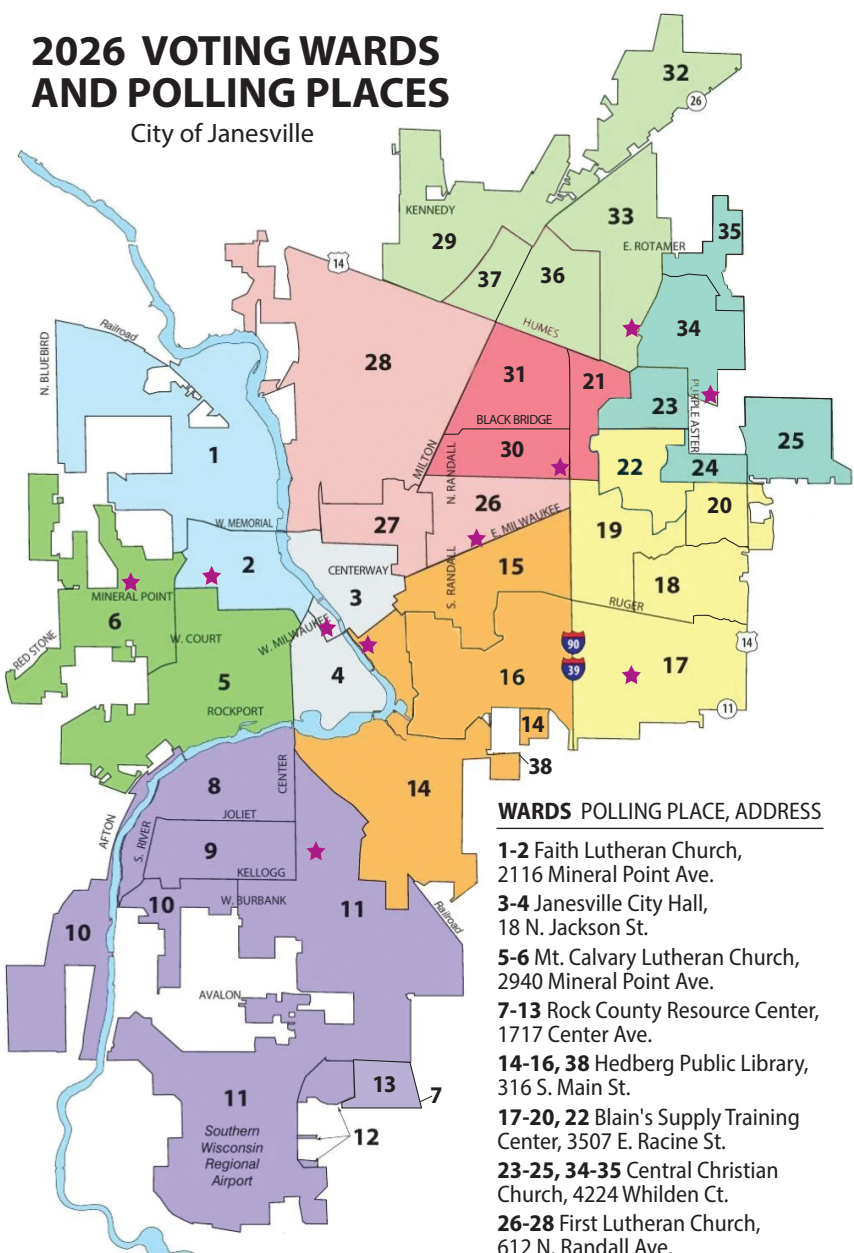 2026 VOTING WARDS
AND POLLING PLACES
City of Janesville
32
26
KENNEDY
33
29
E. ROTAMER
35
37
36
14
HUMES
34
N. BLUEBIRD
Railroad
28
31
21
PURPLE ASTER
23
BLACK BRIDGE
25
1
MILTON
N. RANDALL
30
22
24
20
26
W. MEMORIAL
27
E. MILWAUKEE
19
2
CENTERWAY
15
18
S. RANDALL
MINERAL POINT
3
RUGER
6
W. MILWAUKEE
RED STONE
W. COURT
90
39
14
17
5
4
16
ROCKPORT
11
14
38
CENTER
8
14
JOLIET
AFTON
S. RIVER
9
KELLOGG
10
W. BURBANK
11
10
Railroad
AVALON
13
7
11
12
Southern
Wisconsin
Regional
Airport
WARDS POLLING PLACE, ADDRESS
1-2 Faith Lutheran Church,
2116 Mineral Point Ave.
3-4 Janesville City Hall,
18 N. Jackson St.
5-6 Mt. Calvary Lutheran Church,
2940 Mineral Point Ave.
7-13 Rock County Resource Center,
1717 Center Ave.
14-16, 38 Hedberg Public Library,
316 S. Main St.
17-20, 22 Blain's Supply Training
Center, 3507 E. Racine St.
23-25, 34-35 Central Christian
Church, 4224 Whilden Ct.
26-28 First Lutheran Church,
612 N. Randall Ave.